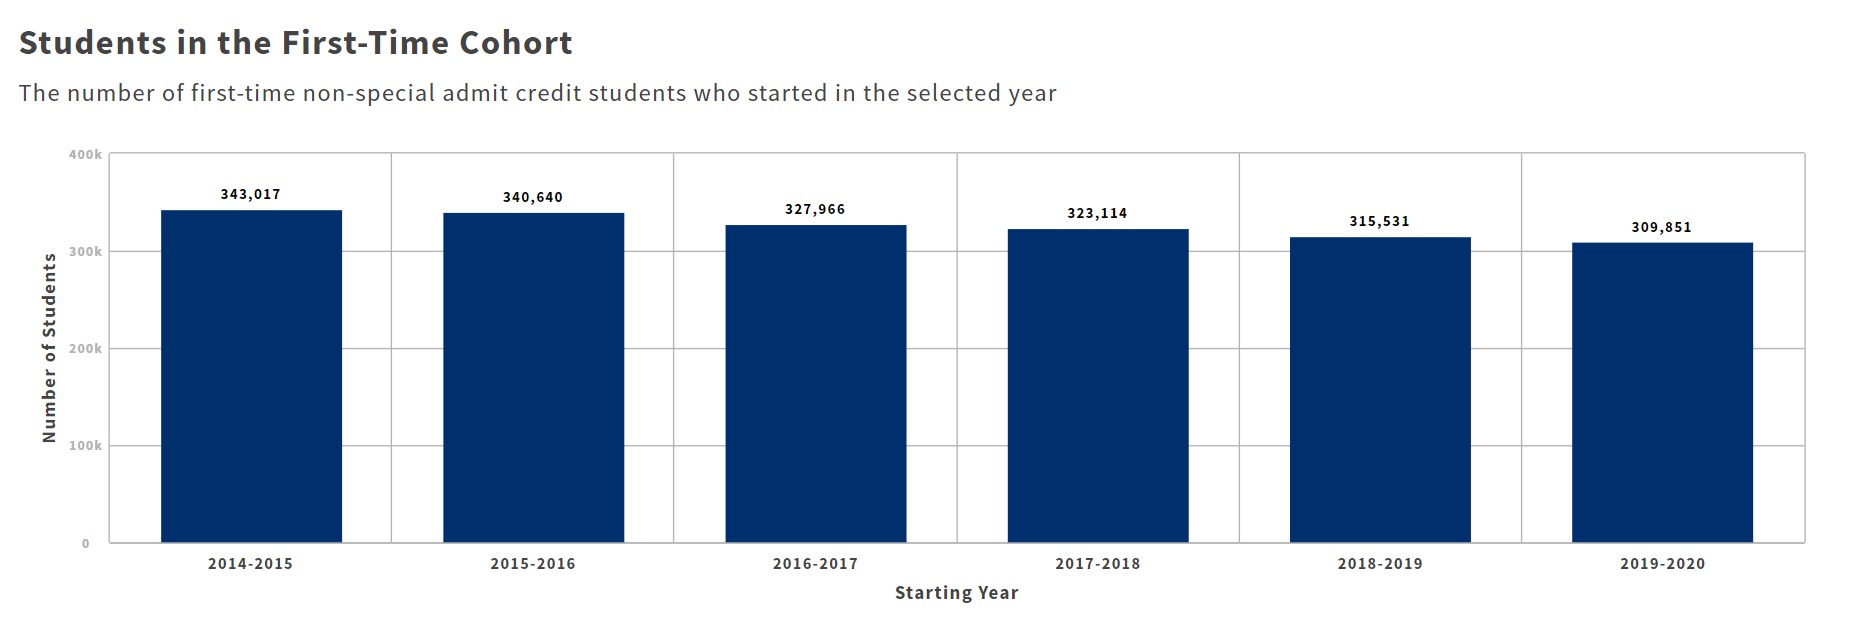 Students in the First-Time Cohort
The number of first-time non-special admit credit students who started in the selected year
400k
300k
200k
100k
0
Number of Students
343,017
340,640
327,966
323,114
315,531
309,851
2014-2015
2015-2016
2016-2017
2017-2018
2018-2019
2019-2020
Starting Year